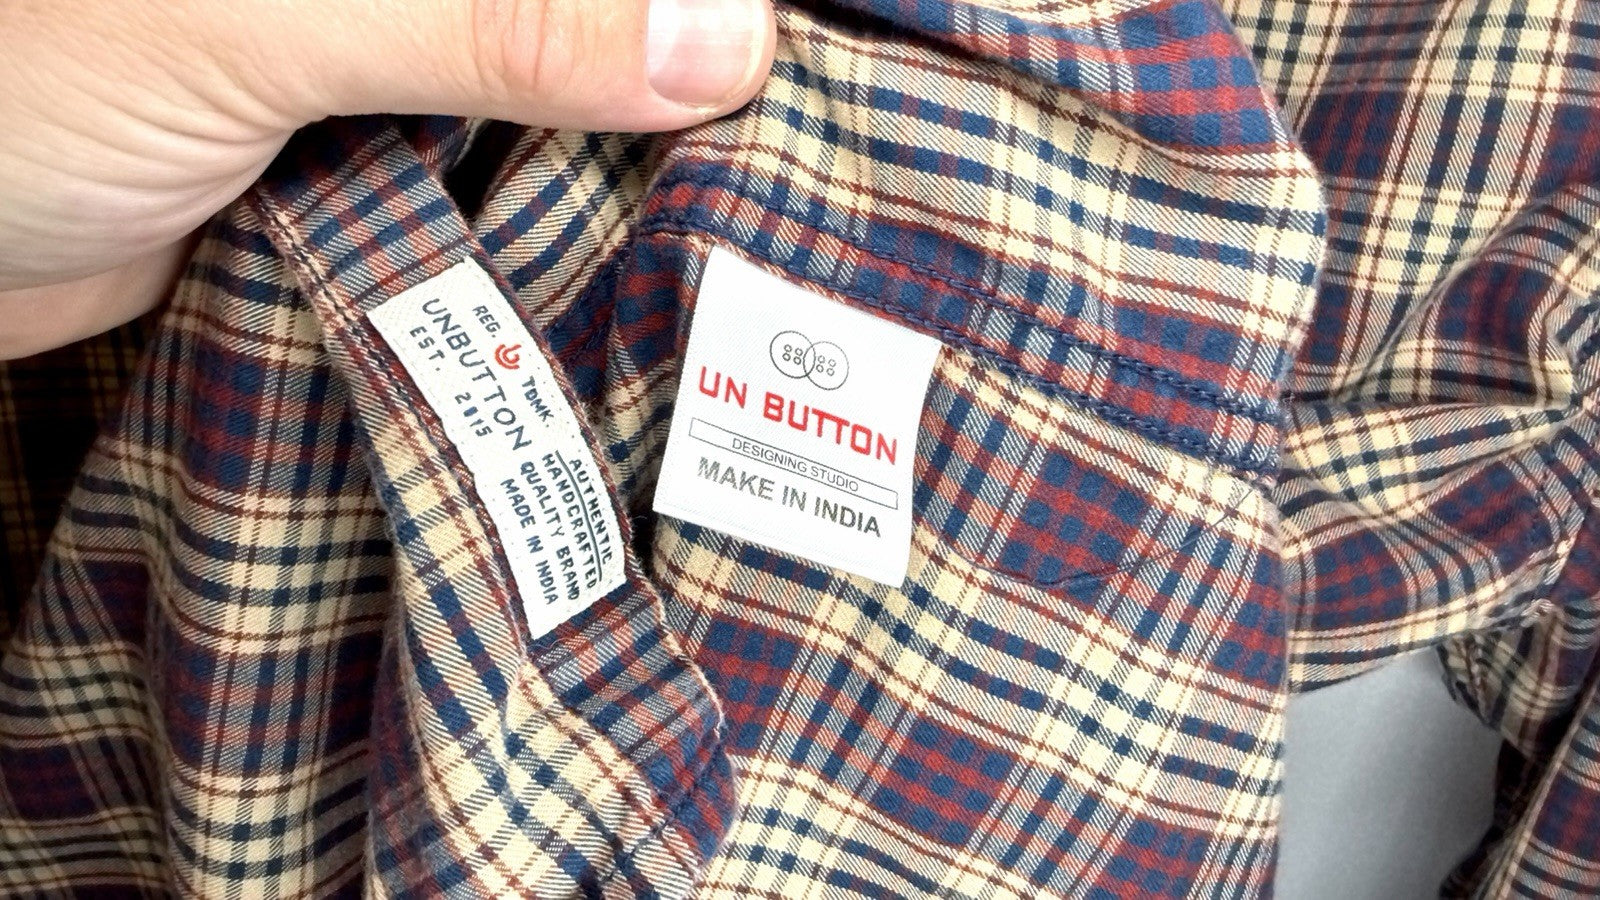 REG TDMK.
UNBUTTON
EST. 2015
AUTHENTIC
HANDCRAFTED
QUALITY BRAND
MADE IN INDIA
UN BUTTON
DESIGNING STUDIO
MAKE IN INDIA